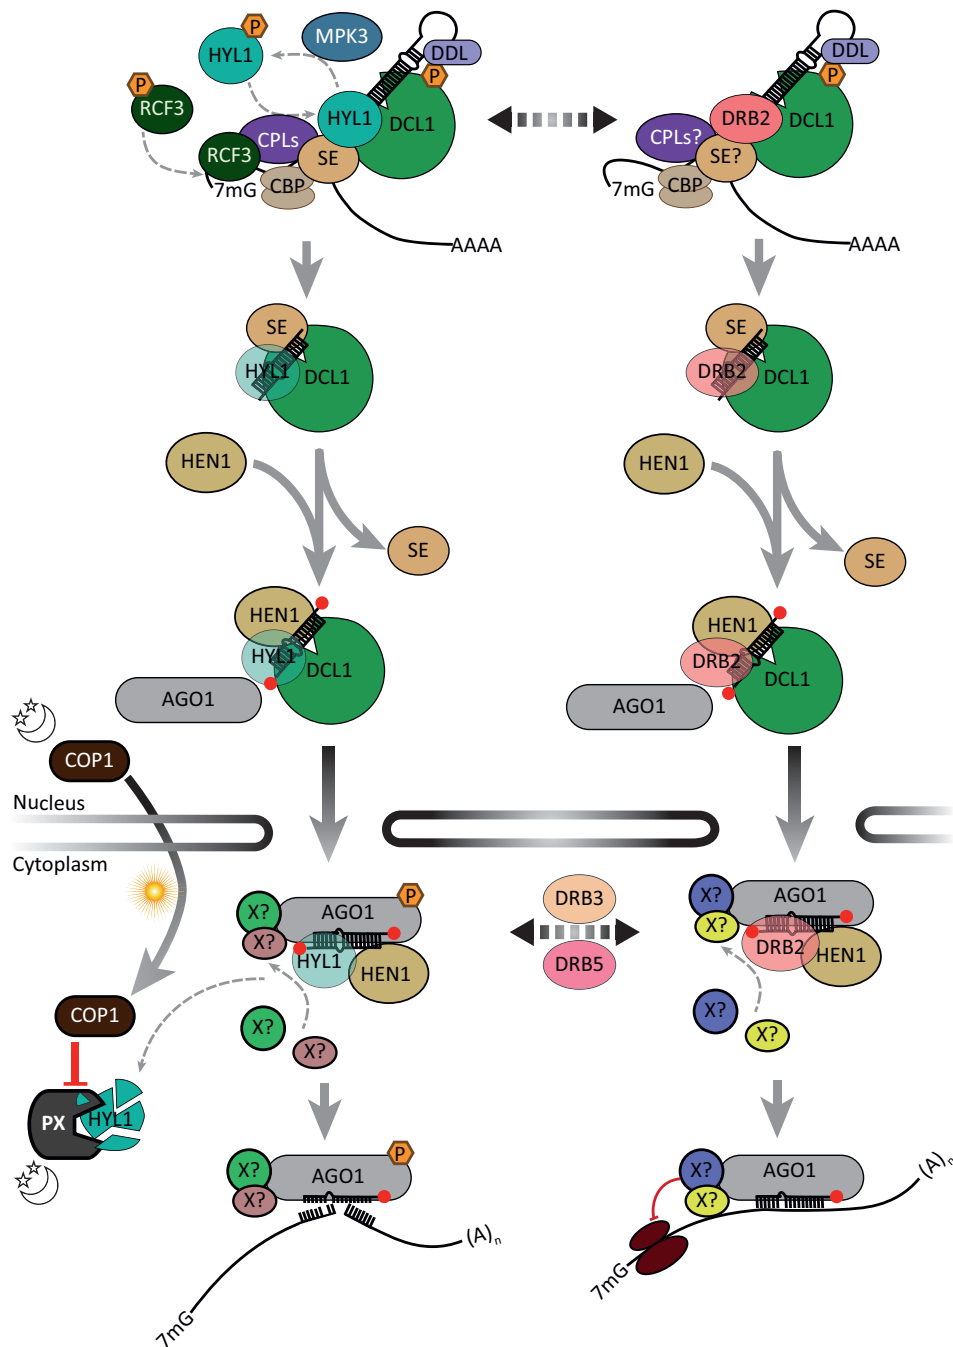 P
HYL1
MPK3
DDL
P
RCF3
P
HYL1
DCL1
CPLs
RCF3
SE
7mG
CBP
AAAA
DDL
P
DRB2
DCL1
CPLs?
SE?
7mG
CBP
AAAA
SE
HYL1
DCL1
SE
DRB2
DCL1
HEN1
SE
HEN1
SE
HEN1
HYL1
DCL1
AGO1
HEN1
DRB2
DCL1
AGO1
COP1
Nucleus
Cytoplasm
X?
AGO1
P
X?
HYL1
HEN1
DRB3
DRB5
X?
AGO1
X?
DRB2
HEN1
COP1
X?
X?
X?
X?
PX
HYL1
X?
AGO1
P
X?
(A)n
7mG
X?
AGO1
X?
(A)n
7mG